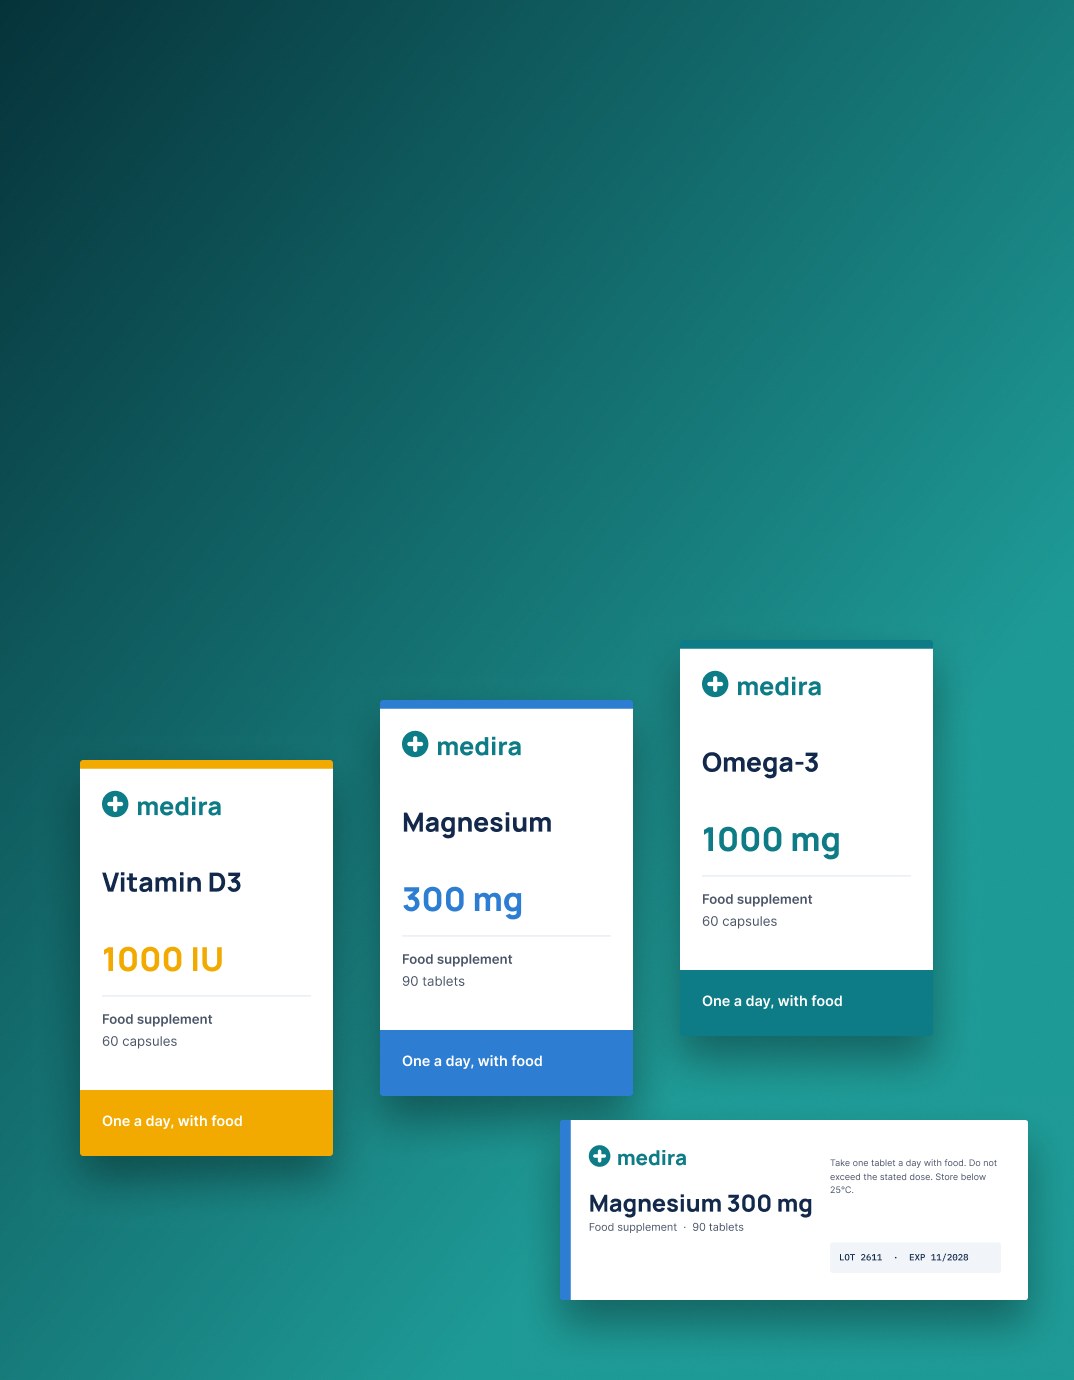 medira
Vitamin D3
1000 IU
Food supplement
60 capsules
One a day, with food
medira
Magnesium
300 mg
Food supplement
90 tablets
One a day, with food
medira
Omega-3
1000 mg
Food supplement
60 capsules
One a day, with food
medira
Magnesium 300 mg
Food supplement · 90 tablets
Take one tablet a day with food. Do not
exceed the stated dose. Store below
25°C.
LOT 2611 · EXP 11/2028